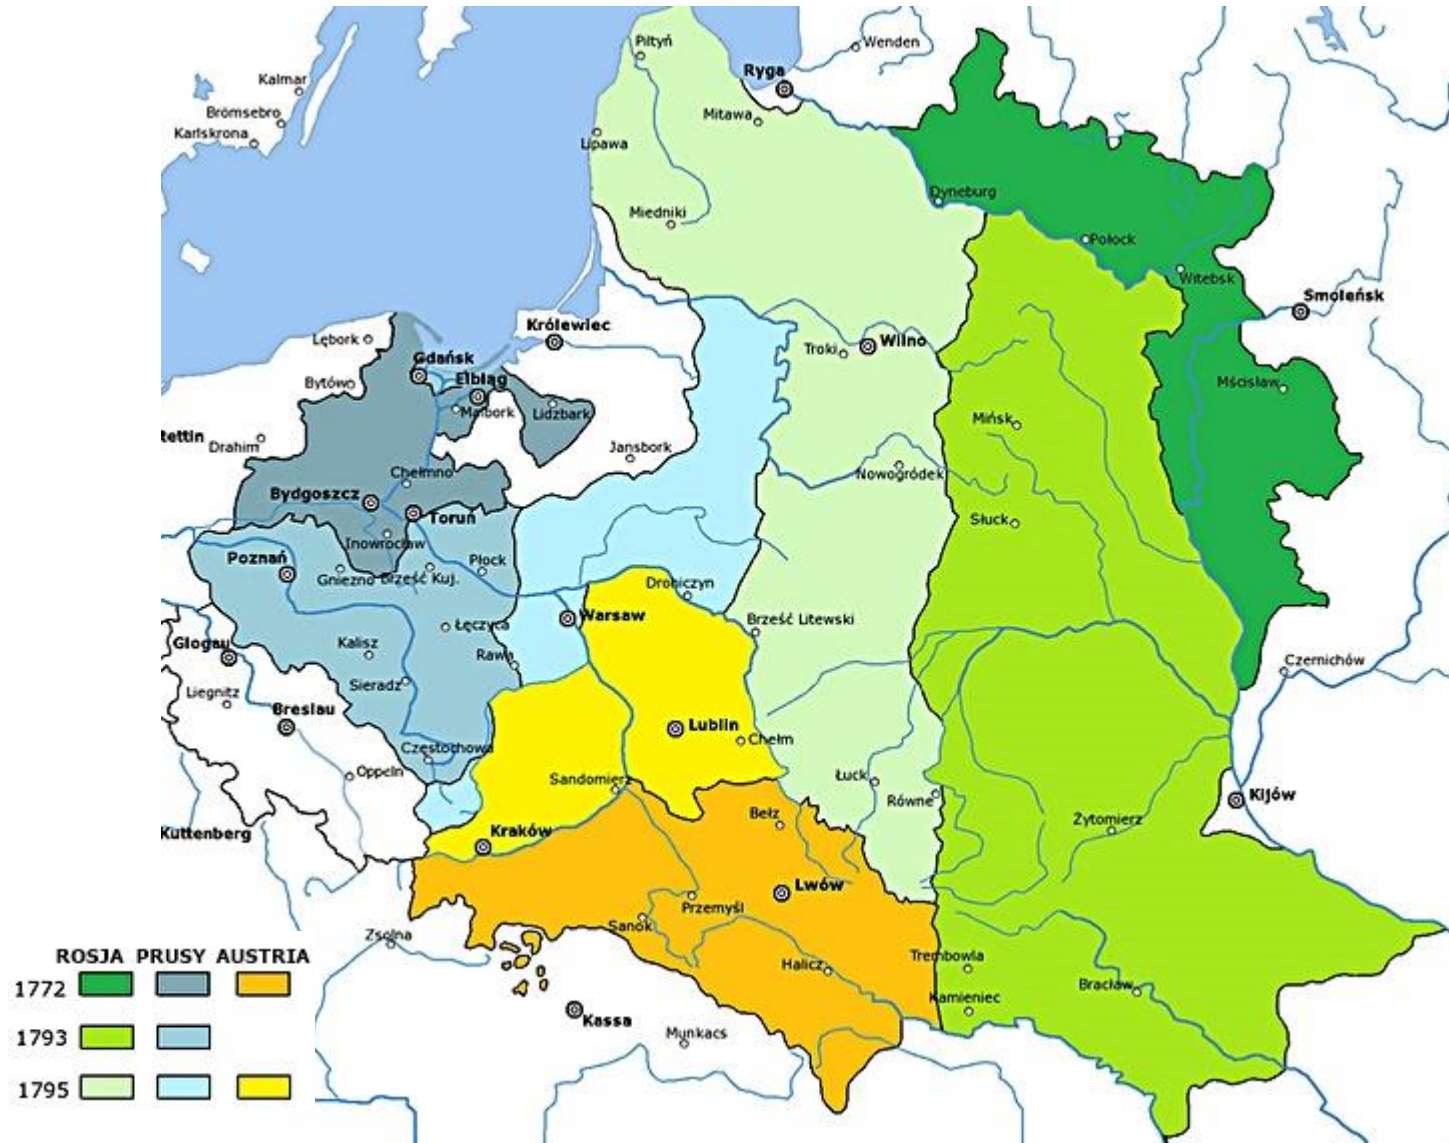 Piltyń
Wenden
Kalmar
Ryga
Brömsebro
Mitawa
Karlskrona
Lipawa
Dyneburg
Miedniki
Połock
Witebsk
Smoleńsk
Królewiec
Lębork
Wilno
Troki
Gdańsk
Elbląg
Bytów
Mścisław
Malbork
Lidzbark
Mińsk
tettin
Drahim
Jansbork
Chełmno
Nowogródek
Bydgoszcz
Toruń
Słuck
Inowrocław
Poznań
Płock
Gniezno
Brześć Kuj.
Drohiczyn
Warsaw
Brześć Litewski
Łęczyca
Glogau
Kalisz
Rawa
Czernichów
Sieradz
Liegnitz
Breslau
Lublin
Chełm
Częstochowa
Oppeln
Sandomierz
Łuck
Równe
Kijów
Bełz
Żytomierz
Kuttenberg
Kraków
Lwów
Przemyśl
Sanok
Zsolna
Trembowla
Halicz
Bracław
Kamieniec
Kassa
Munkacs
ROSJA PRUSY AUSTRIA
1772
1793
1795